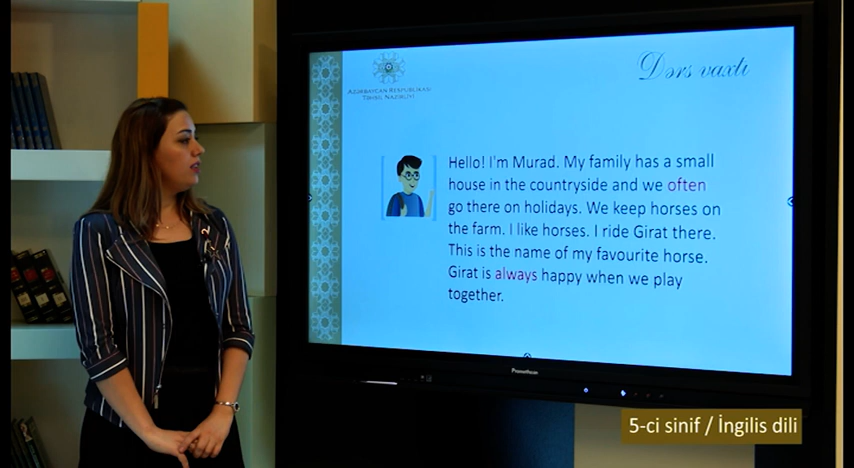 AZƏRBAYCAN RESPUBLİKASI
TƏHSİL NAZİRLİYİ
Dərs vaxtı
Hello! I'm Murad. My family has a small
house in the countryside and we often
go there on holidays. We keep horses on
the farm. I like horses. I ride Girat there.
This is the name of my favourite horse.
Girat is always happy when we play
together.
Promethean
5-ci sinif / İngilis dili